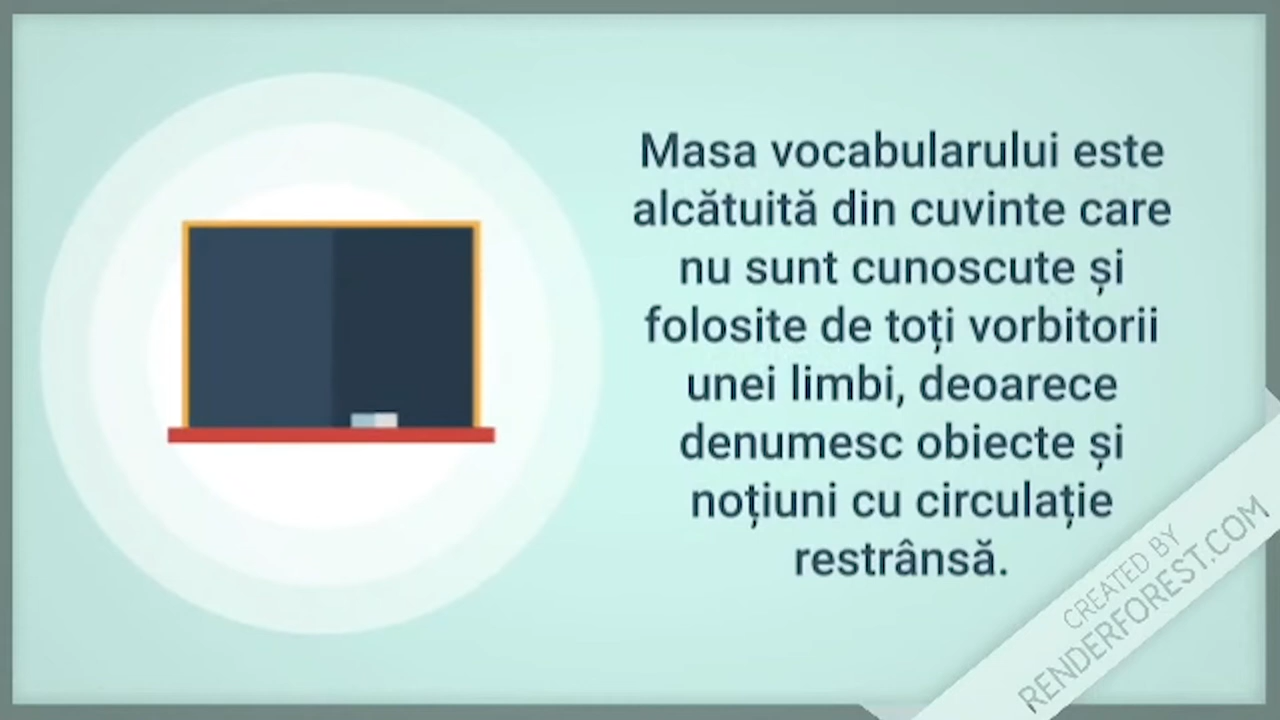 Masa vocabularului este
alcătuită din cuvinte care
nu sunt cunoscute și
folosite de toți vorbitorii
unei limbi, deoarece
denumesc obiecte și
noțiuni cu circulație
restrânsă.
CREATED BY
RENDERFOREST.COM